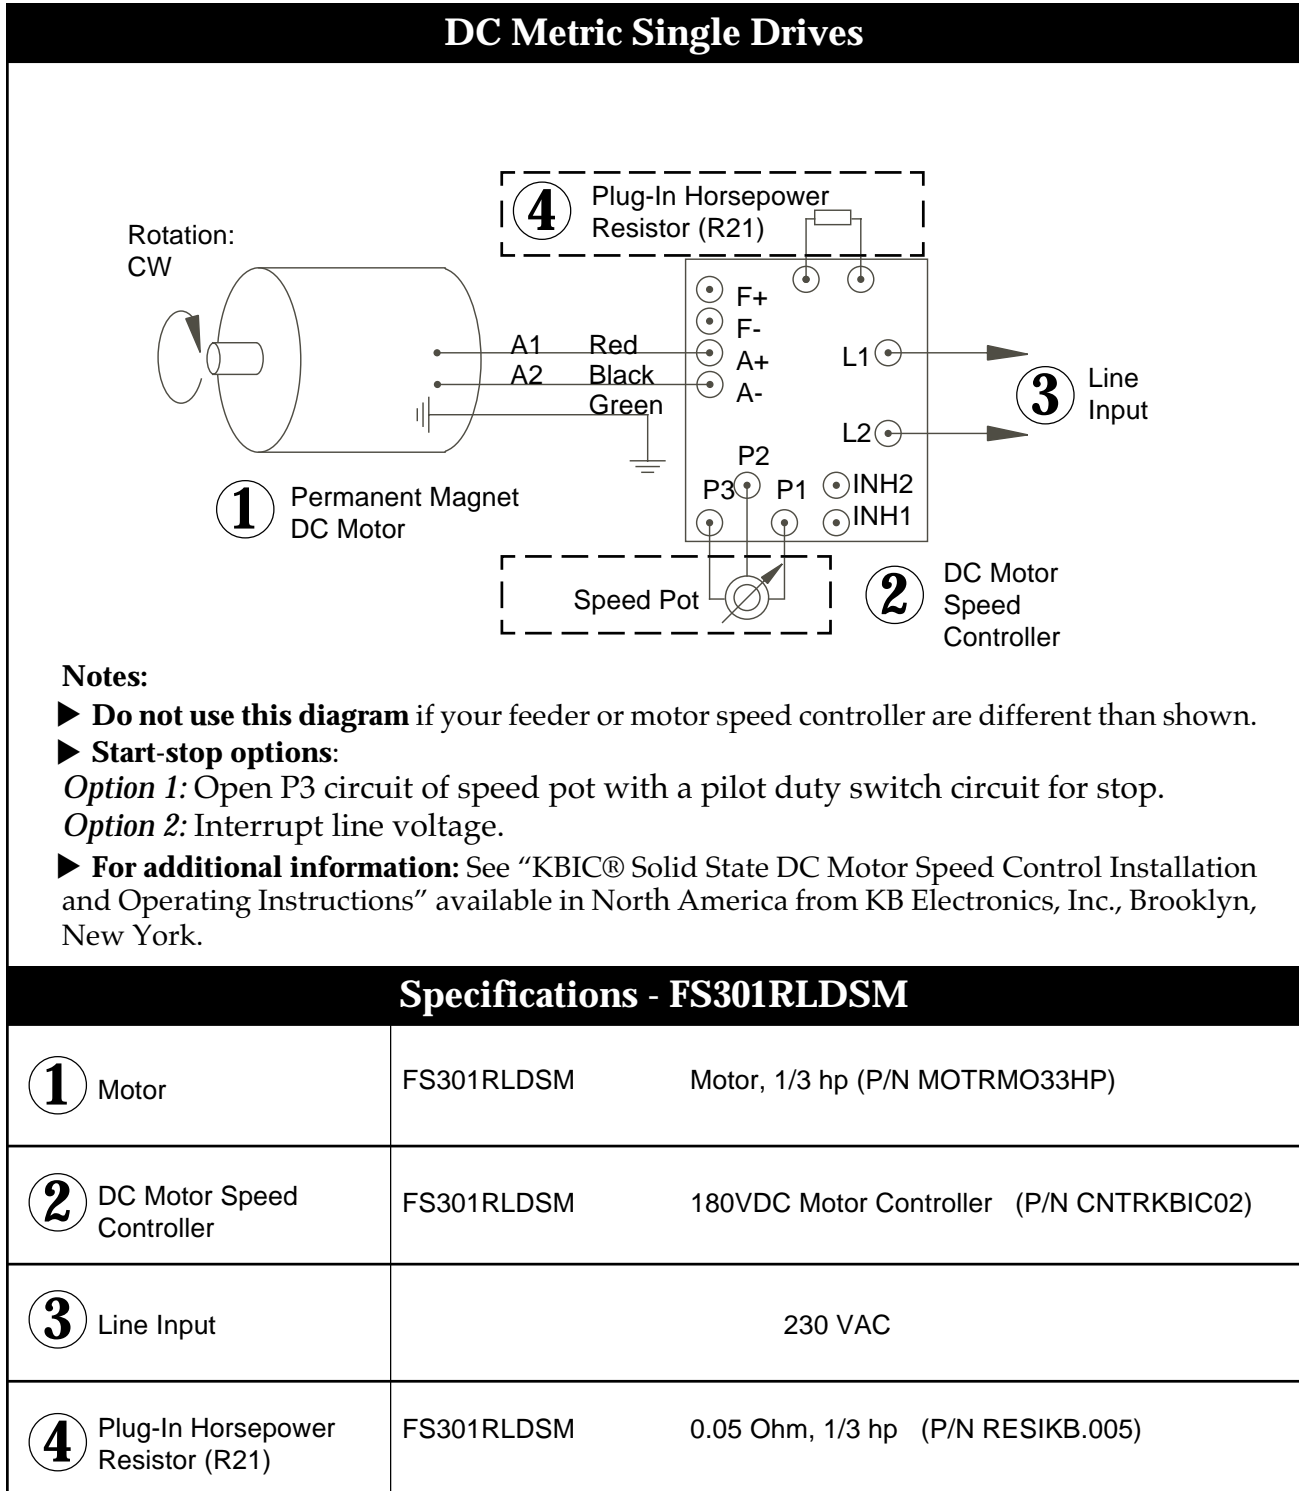 DC Metric Single Drives
4
Plug-In Horsepower
Resistor (R21)
Rotation:
CW
F+
F-
A1 Red
A+
A2 Black
A-
Green
L1
3
Line
Input
L2
P2
P3
P1
INH2
INH1
1
Permanent Magnet
DC Motor
Speed Pot
2
DC Motor
Speed
Controller
Notes:
▶ Do not use this diagram if your feeder or motor speed controller are different than shown.
▶ Start-stop options:
Option 1: Open P3 circuit of speed pot with a pilot duty switch circuit for stop.
Option 2: Interrupt line voltage.
▶ For additional information: See “KBIC® Solid State DC Motor Speed Control Installation
and Operating Instructions” available in North America from KB Electronics, Inc., Brooklyn,
New York.
Specifications - FS301RLDSM
1 Motor FS301RLDSM Motor, 1/3 hp (P/N MOTRMO33HP)
2 DC Motor Speed
Controller FS301RLDSM 180VDC Motor Controller (P/N CNTRKBIC02)
3 Line Input 230 VAC
4 Plug-In Horsepower
Resistor (R21) FS301RLDSM 0.05 Ohm, 1/3 hp (P/N RESIKB.005)